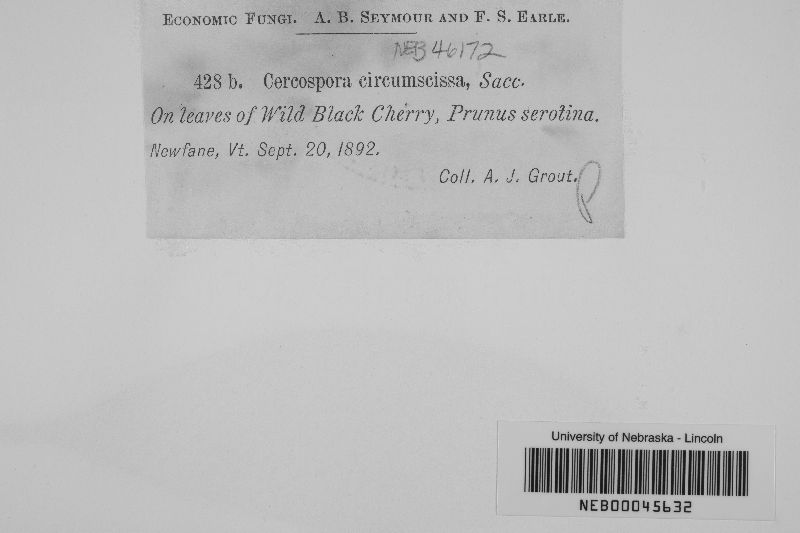 Economic Fungi. A. B. Seymour and F. S. Earle.
NEB 46172
428 b. Cercospora circumscissa, Sacc.
On leaves of Wild Black Cherry, Prunus serotina.
Newfane, Vt. Sept. 20, 1892.
Coll. A. J. Grout.
P
University of Nebraska - Lincoln
NEB00045632